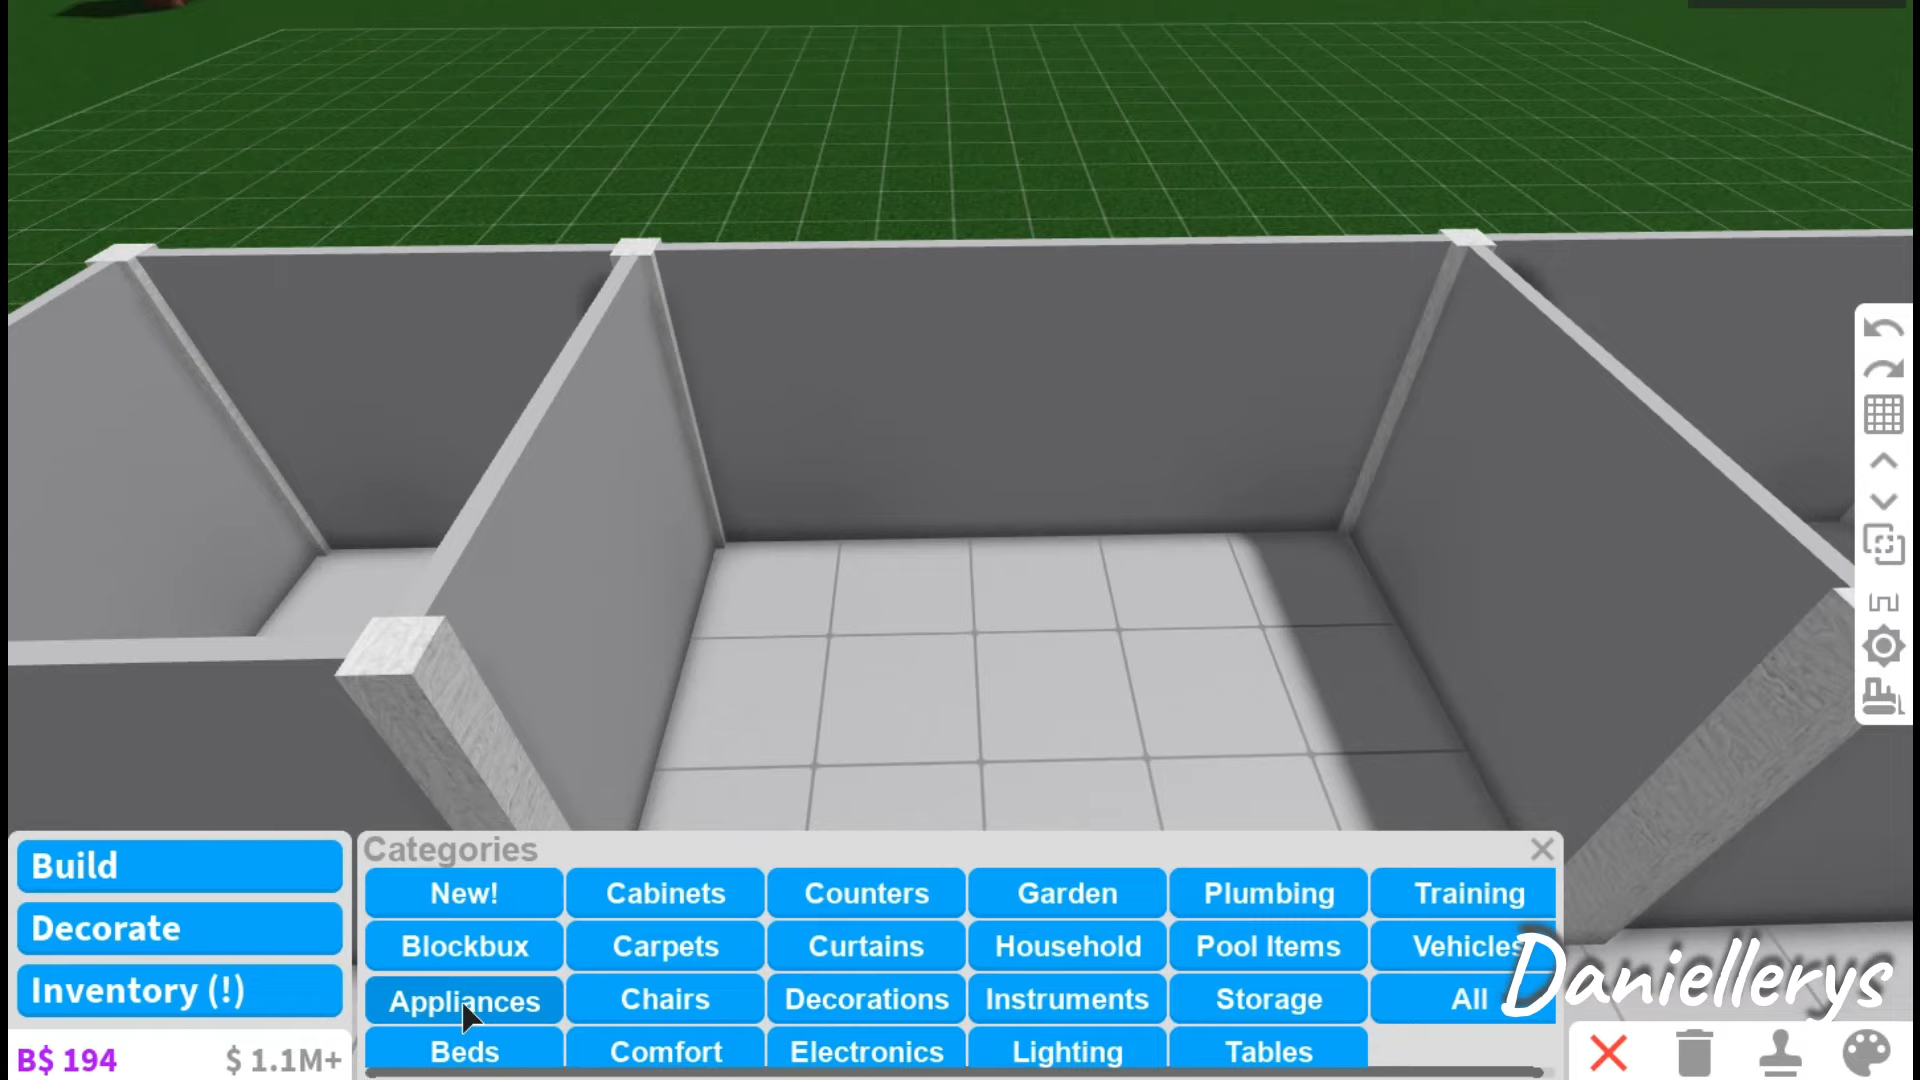 Build
Decorate
Inventory (!)
B$ 194 $ 1.1M+
Categories
New! Cabinets Counters Garden Plumbing Training
Blockbux Carpets Curtains Household Pool Items Vehicles
Appliances Chairs Decorations Instruments Storage All
Beds Comfort Electronics Lighting Tables
Daniellerys